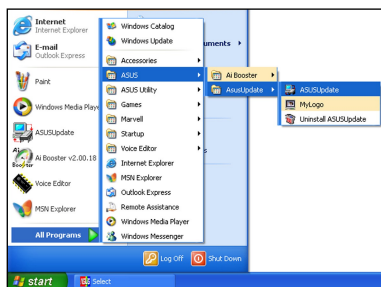 Internet
Internet Explorer
E-mail
Outlook Express
Paint
Windows Media Playe
ASUSUpdate
Ai Booster v2.00.18
Voice Editor
MSN Explorer
All Programs
Windows Catalog
Windows Update
Accessories
ASUS
ASUS Utility
Games
Marvell
Startup
Voice Editor
Internet Explorer
MSN Explorer
Outlook Express
Remote Assistance
Windows Media Player
Windows Messenger
uments
s
Ai Booster
AsusUpdate
ASUSUpdate
MyLogo
Uninstall ASUSUpdate
Log Off
Shut Down
start
Select